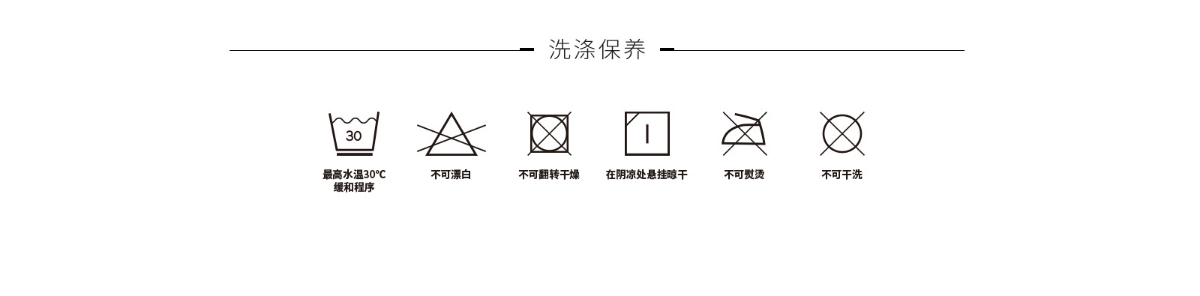 洗涤保养
30
最高水温30℃
缓和程序
不可漂白
不可翻转干燥
在阴凉处悬挂晾干
不可熨烫
不可干洗